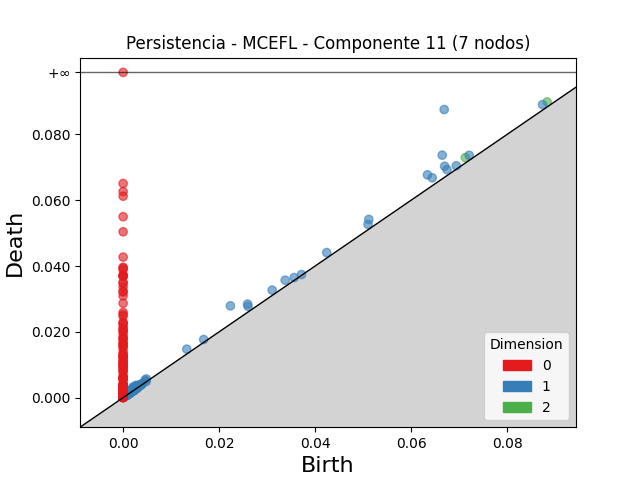 Persistencia - MCEFL - Componente 11 (7 nodos)
+∞
0.080
0.060
0.040
0.020
0.000
Death
0.00 0.02 0.04 0.06 0.08
Birth
Dimension
0
1
2